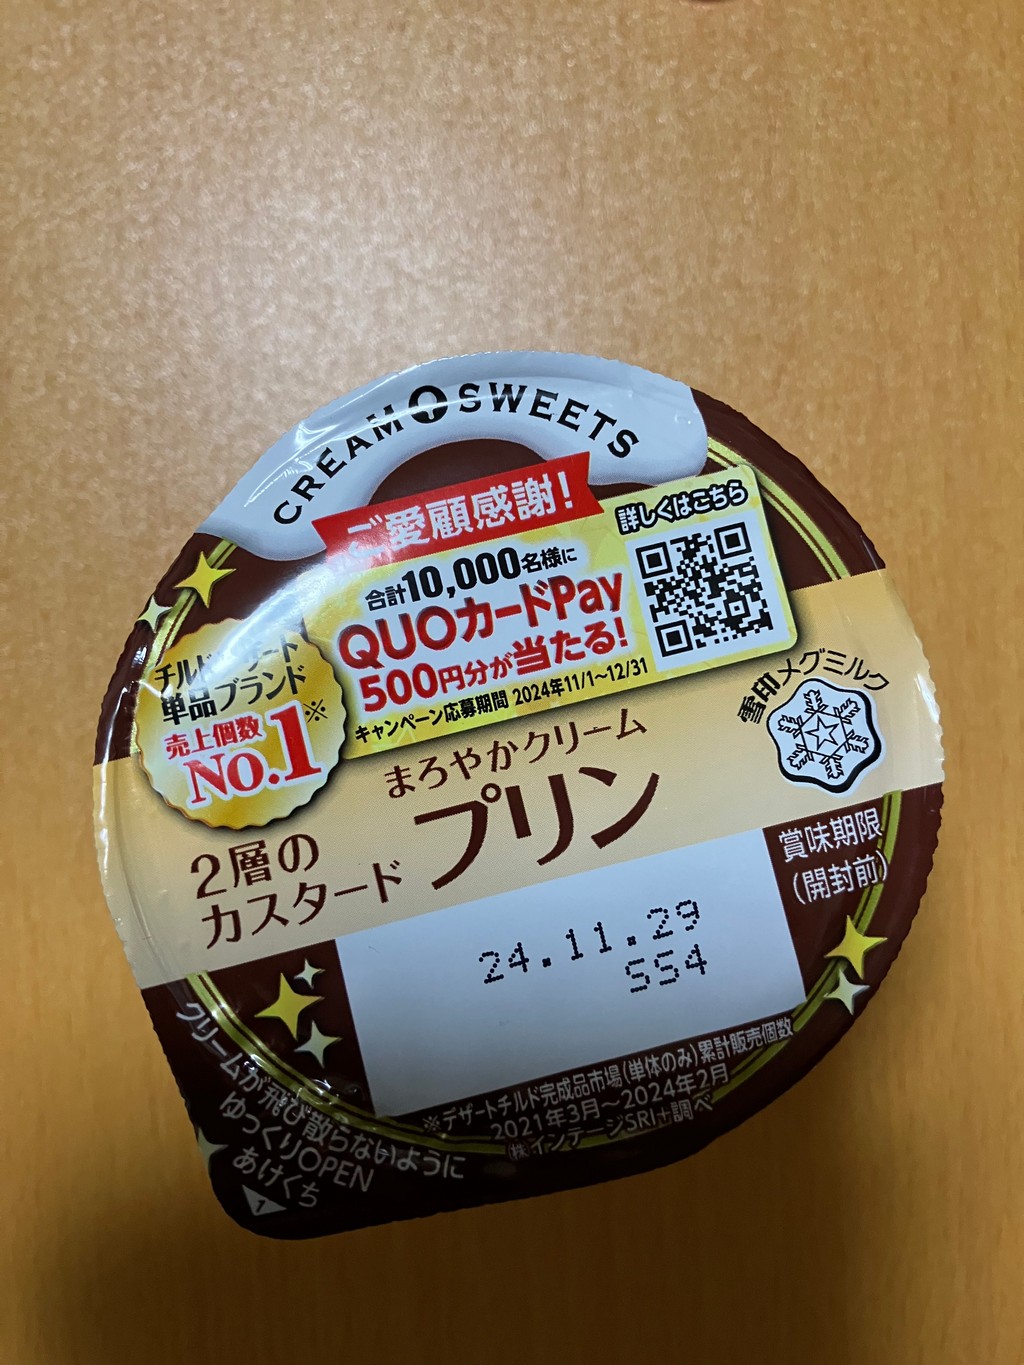 CREAM SWEETS
ご愛顧感謝!
合計10,000名様に
QUOカードPay
500円分が当たる!
キャンペーン応募期間 2024年11/1～12/31
詳しくはこちら
チルドデザート
単品ブランド
売上個数※
NO.1
雪印メグミルク
まろやかクリーム
プリン
2層の
カスタード
賞味期限
(開封前)
24.11.29
SS4
※デザートチルド完成品市場(単体のみ)累計販売個数
2021年3月～2024年2月
㈱インテージSRI+調べ
クリームが飛び散らないように
ゆっくりOPEN
あけくち
1